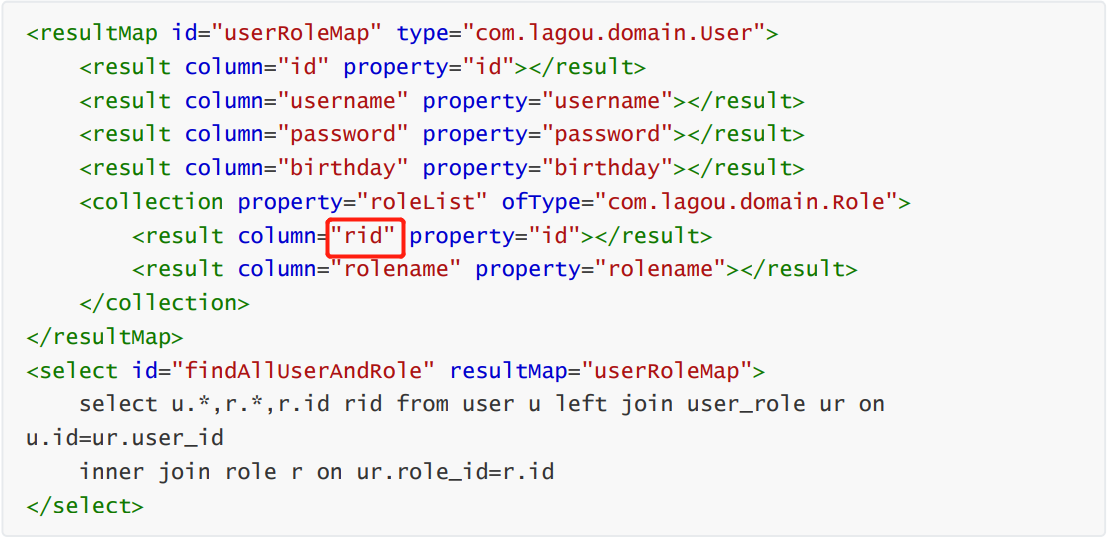 <resultMap id="userRoleMap" type="com.lagou.domain.User">
    <result column="id" property="id"></result>
    <result column="username" property="username"></result>
    <result column="password" property="password"></result>
    <result column="birthday" property="birthday"></result>
    <collection property="roleList" ofType="com.lagou.domain.Role">
        <result column="rid" property="id"></result>
        <result column="rolename" property="rolename"></result>
    </collection>
</resultMap>
<select id="findAllUserAndRole" resultMap="userRoleMap">
    select u.*,r.*,r.id rid from user u left join user_role ur on
u.id=ur.user_id
    inner join role r on ur.role_id=r.id
</select>